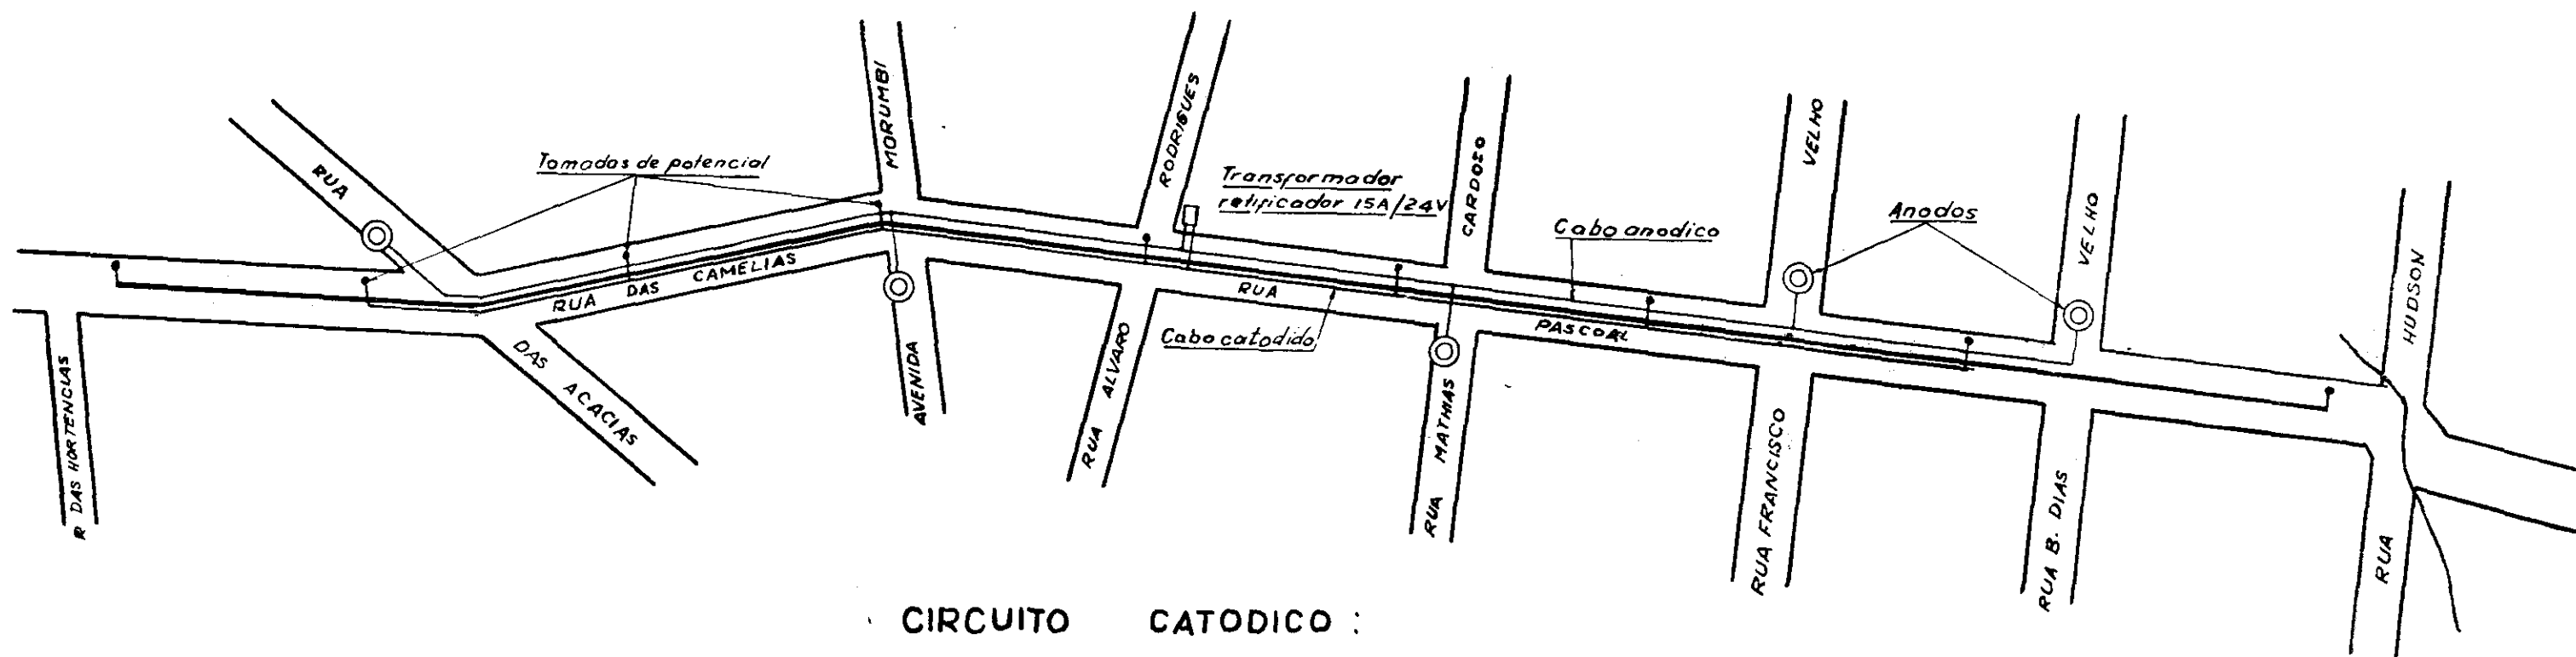 RUA
Tomadas de potencial
MORUMBI
RODRIGUES
Transformador
retificador 15A/24V
CARDOSO
Cabo anodico
VELHO
Anodos
VELHO
HUDSON
RUA DAS CAMELIAS
RUA
PASCOAL
Cabo catodido
R DAS HORTENCIAS
DAS ACACIAS
AVENIDA
RUA ALVARO
RUA MATHIAS
RUA FRANCISCO
RUA B. DIAS
RUA
CIRCUITO CATODICO :